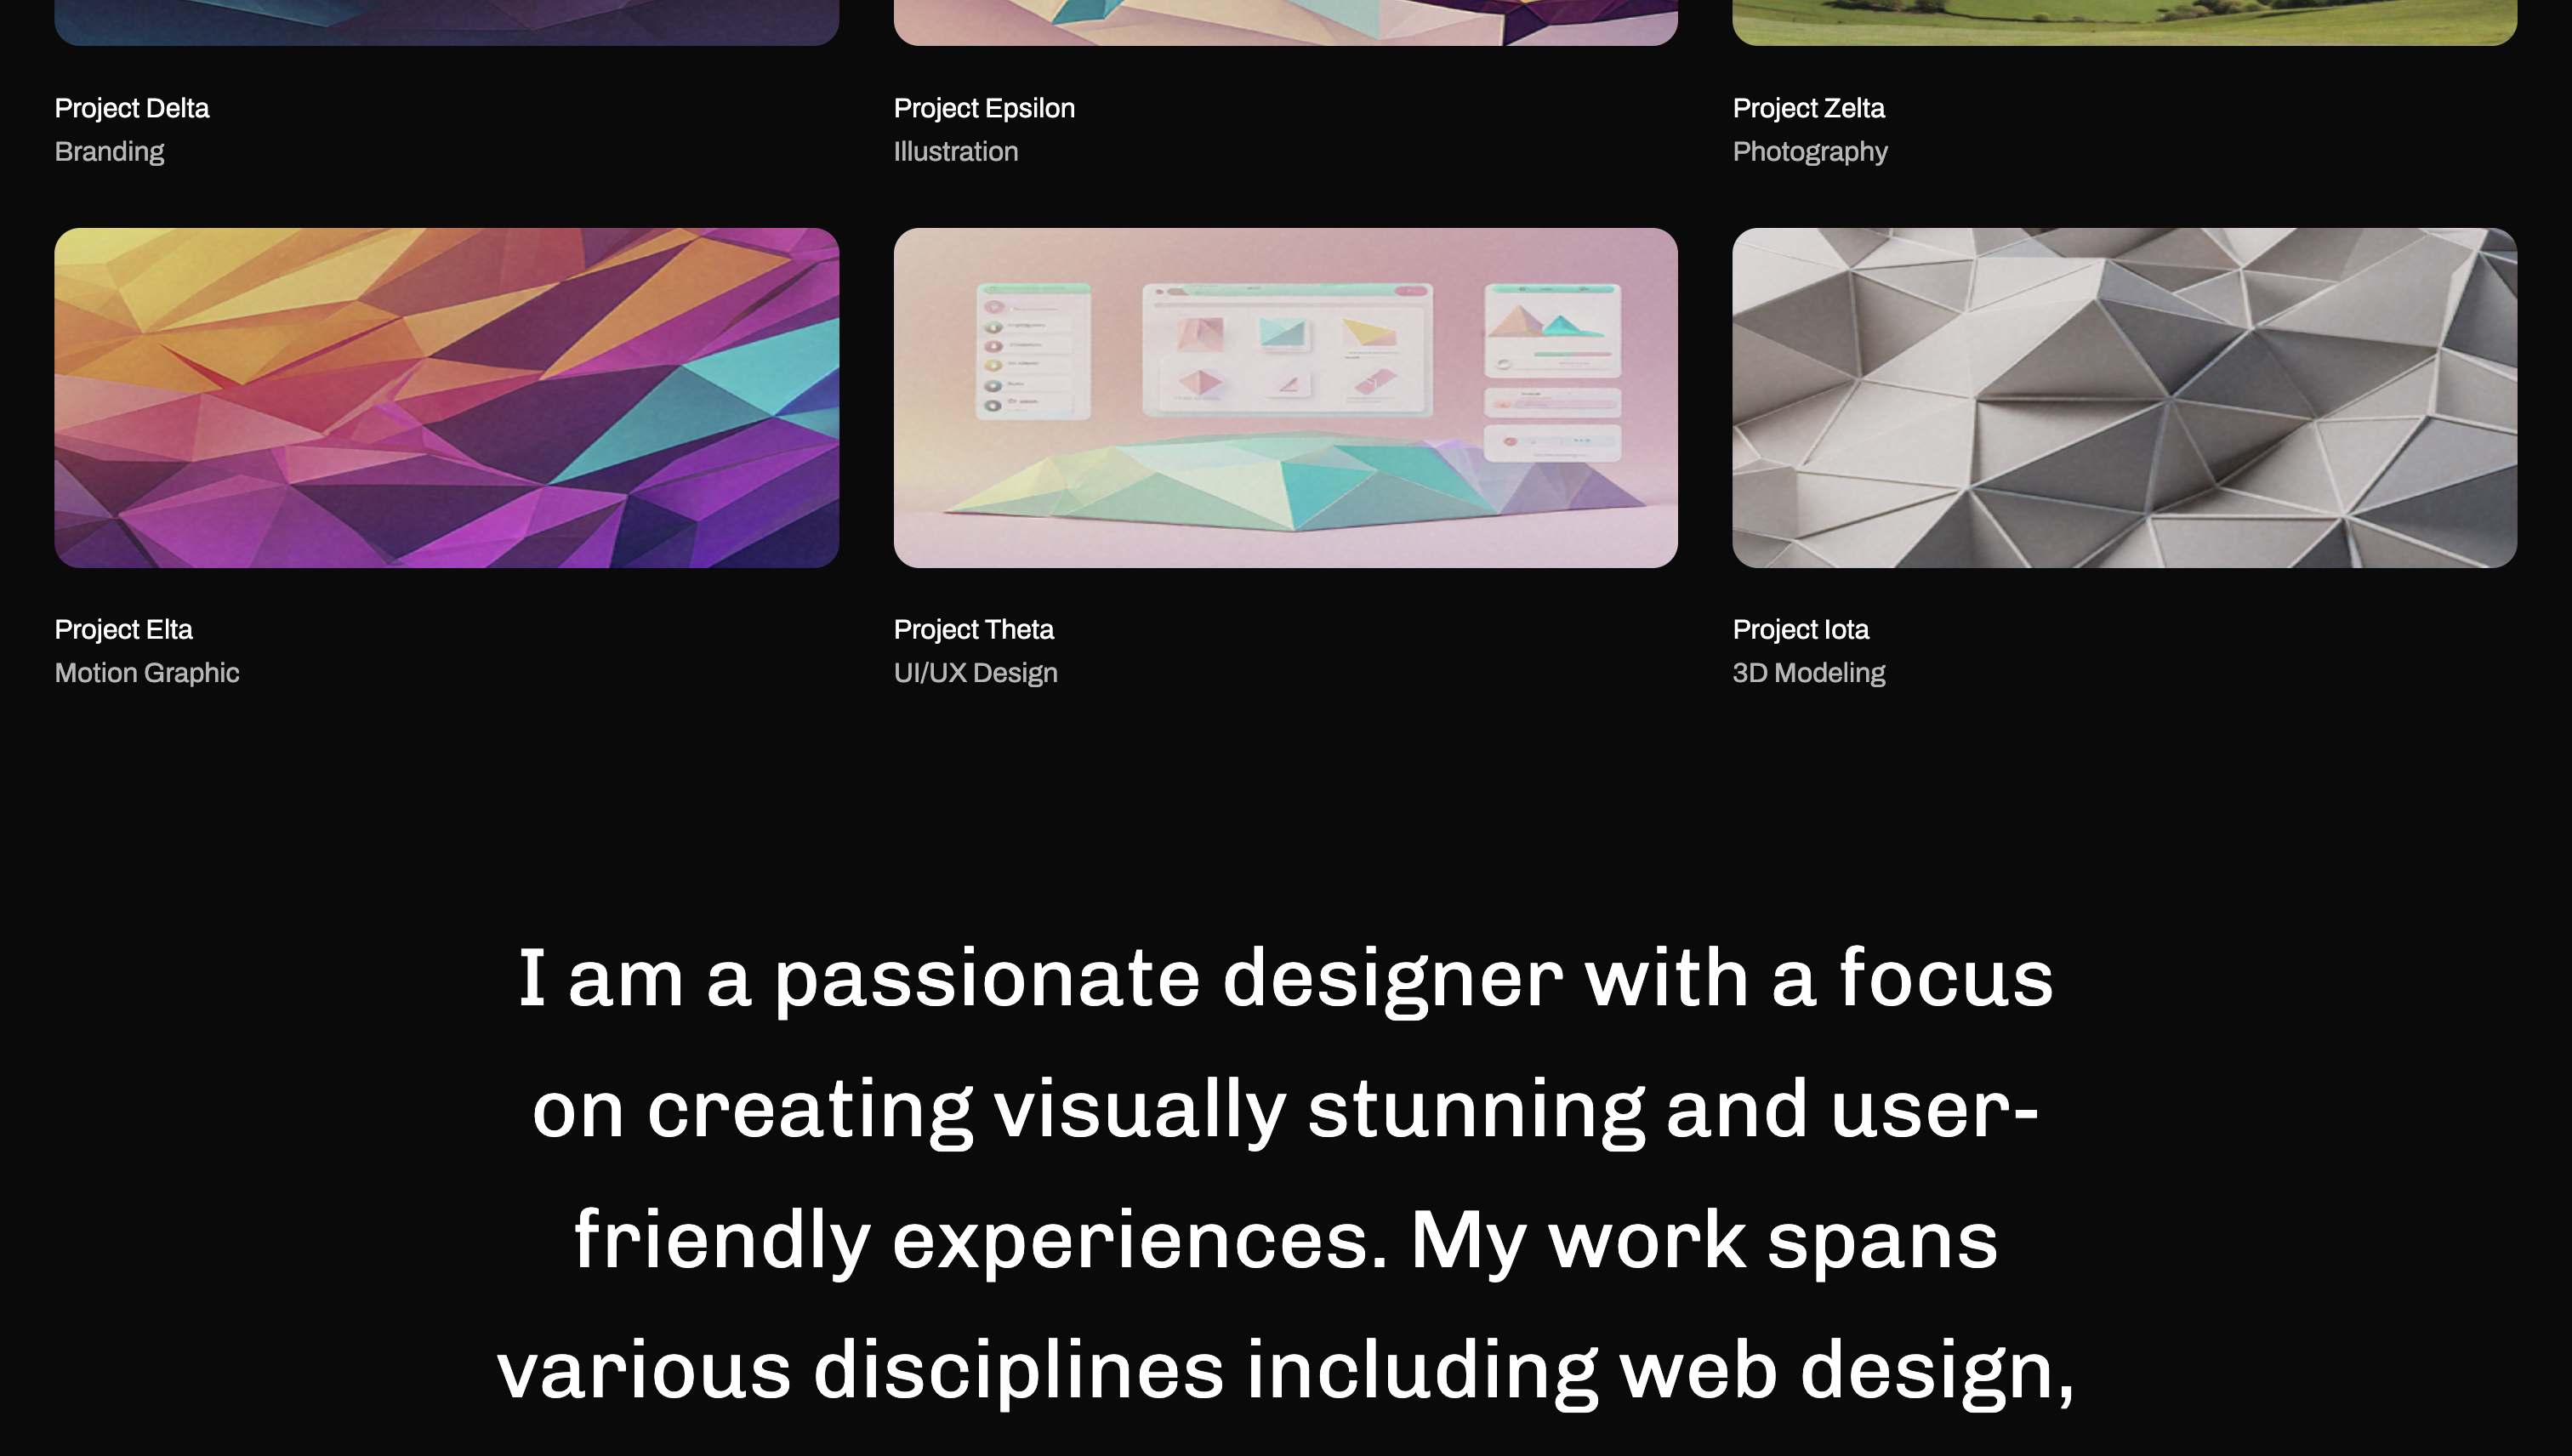 Project Delta
Branding
Project Epsilon
Illustration
Project Zelta
Photography
Project Elta
Motion Graphic
Project Theta
UI/UX Design
Project Iota
3D Modeling
I am a passionate designer with a focus
on creating visually stunning and user-
friendly experiences. My work spans
various disciplines including web design,